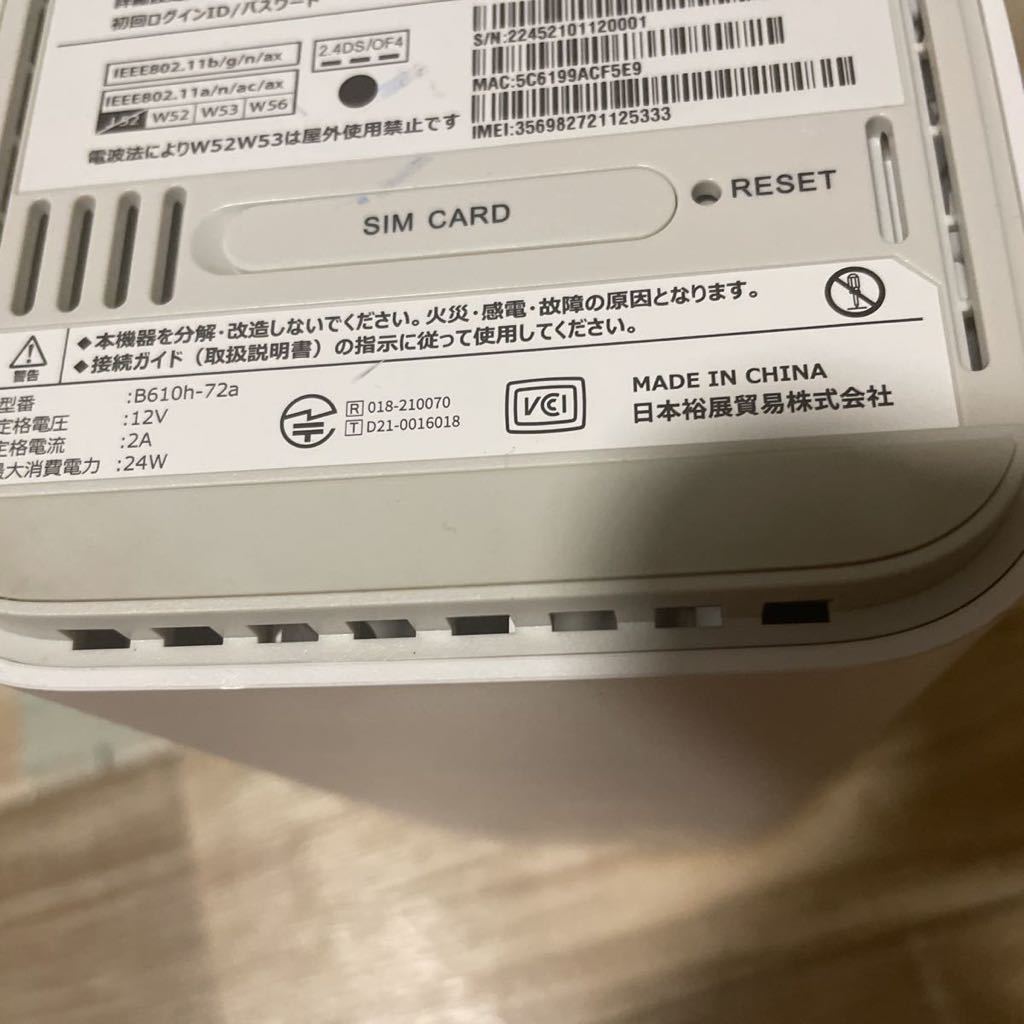 初回ログインID/パスワード
IEEE802.11b/g/n/ax
2.4DS/OF4
IEEE802.11a/n/ac/ax
W52 W53 W56
電波法によりW52W53は屋外使用禁止です
S/N:22452101120001
MAC:5C6199ACF5E9
IMEI:356982721125333
SIM CARD
RESET
警告
◆本機器を分解・改造しないでください。火災・感電・故障の原因となります。
◆接続ガイド（取扱説明書）の指示に従って使用してください。
型番 :B610h-72a
定格電圧 :12V
定格電流 :2A
最大消費電力 :24W
R 018-210070
T D21-0016018
VCCI
MADE IN CHINA
日本裕展貿易株式会社